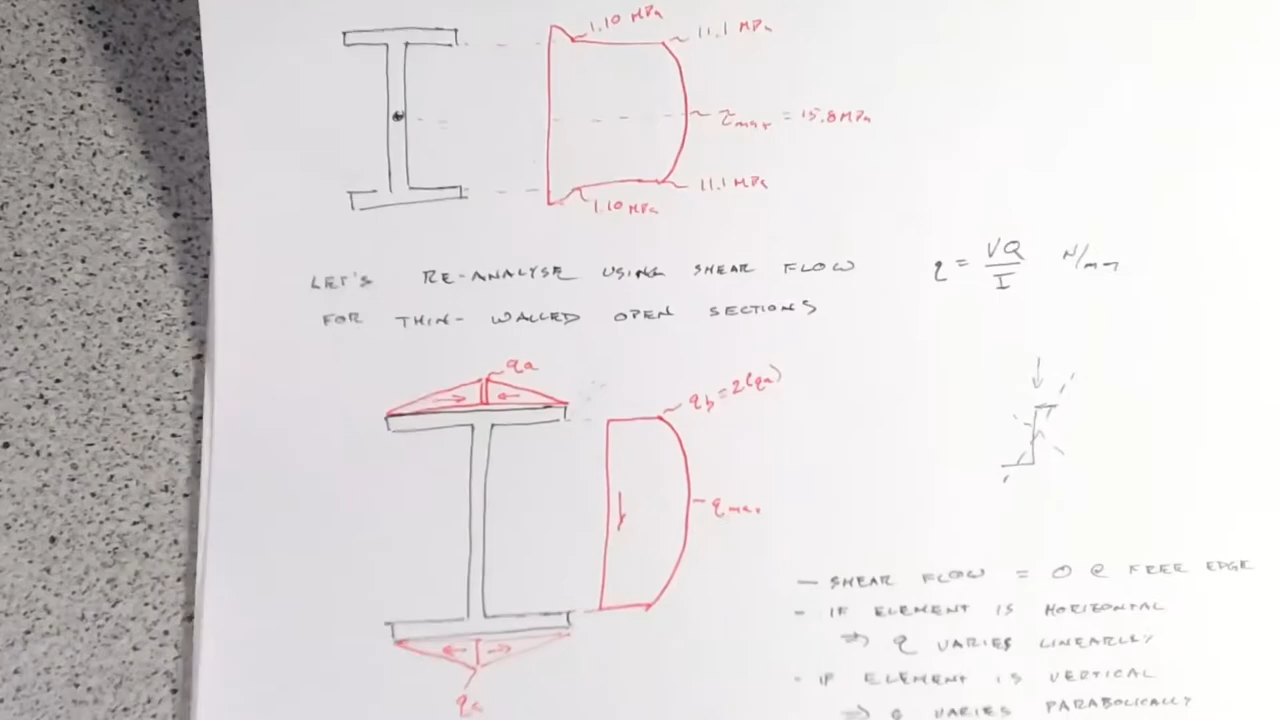 1.10 MPa
11.1 MPa
τmax = 15.8 MPa
11.1 MPa
1.10 MPa
LET'S RE-ANALYSE USING SHEAR FLOW
FOR THIN-WALLED OPEN SECTIONS
q = VQ/I N/mm
qa
qb = 2(qa)
qmax
qa
— SHEAR FLOW = 0 @ FREE EDGE
- IF ELEMENT IS HORIZONTAL
⇒ q VARIES LINEARLY
- IF ELEMENT IS VERTICAL
⇒ q VARIES PARABOLICALLY